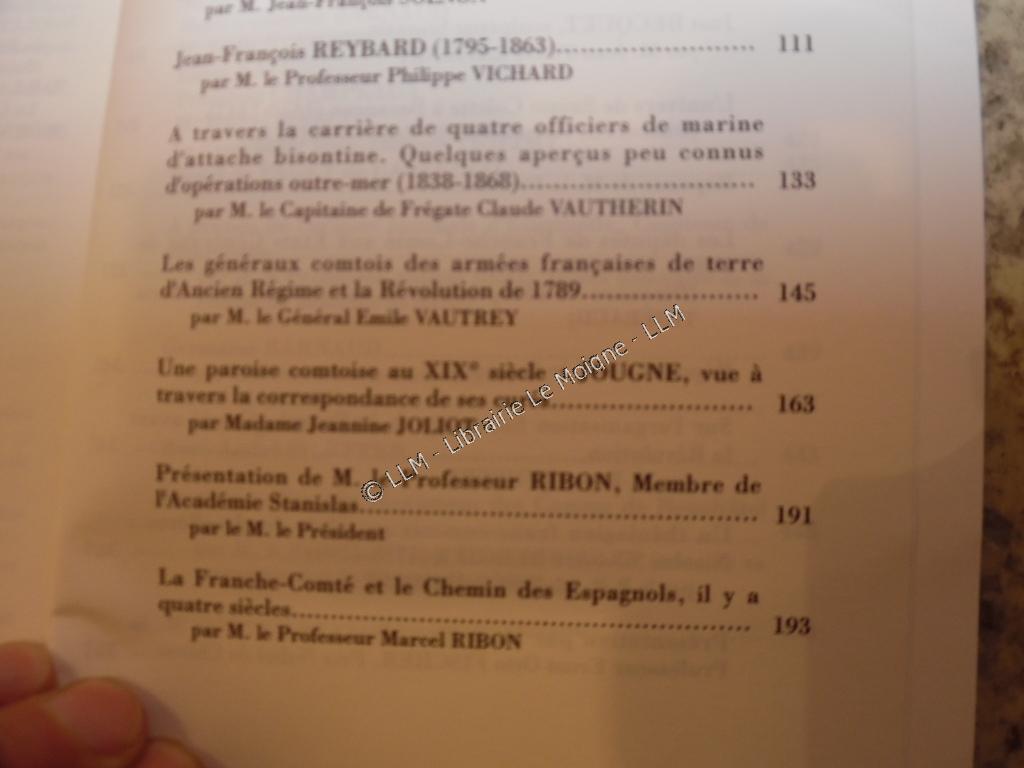 par M. Jean-François
Jean-François REYBARD (1795-1863)........................ 111
par M. le Professeur Philippe VICHARD
A travers la carrière de quatre officiers de marine
d'attache bisontine. Quelques aperçus peu connus
d'opérations outre-mer (1838-1868)............................ 133
par M. le Capitaine de Frégate Claude VAUTHERIN
Les généraux comtois des armées françaises de terre
d'Ancien Régime et la Révolution de 1789..................... 145
par M. le Général Emile VAUTREY
Une paroise comtoise au XIXe siècle OUGNE, vue à
travers la correspondance de ses ........................ 163
par Madame Jeannine
Présentation de M. le Professeur RIBON, Membre de
l'Académie Stanislas................................................ 191
par le M. le Président
La Franche-Comté et le Chemin des Espagnols, il y a
quatre siècles....................................................... 193
par M. le Professeur Marcel RIBON
© LLM - Librairie Le Moigne - LLM